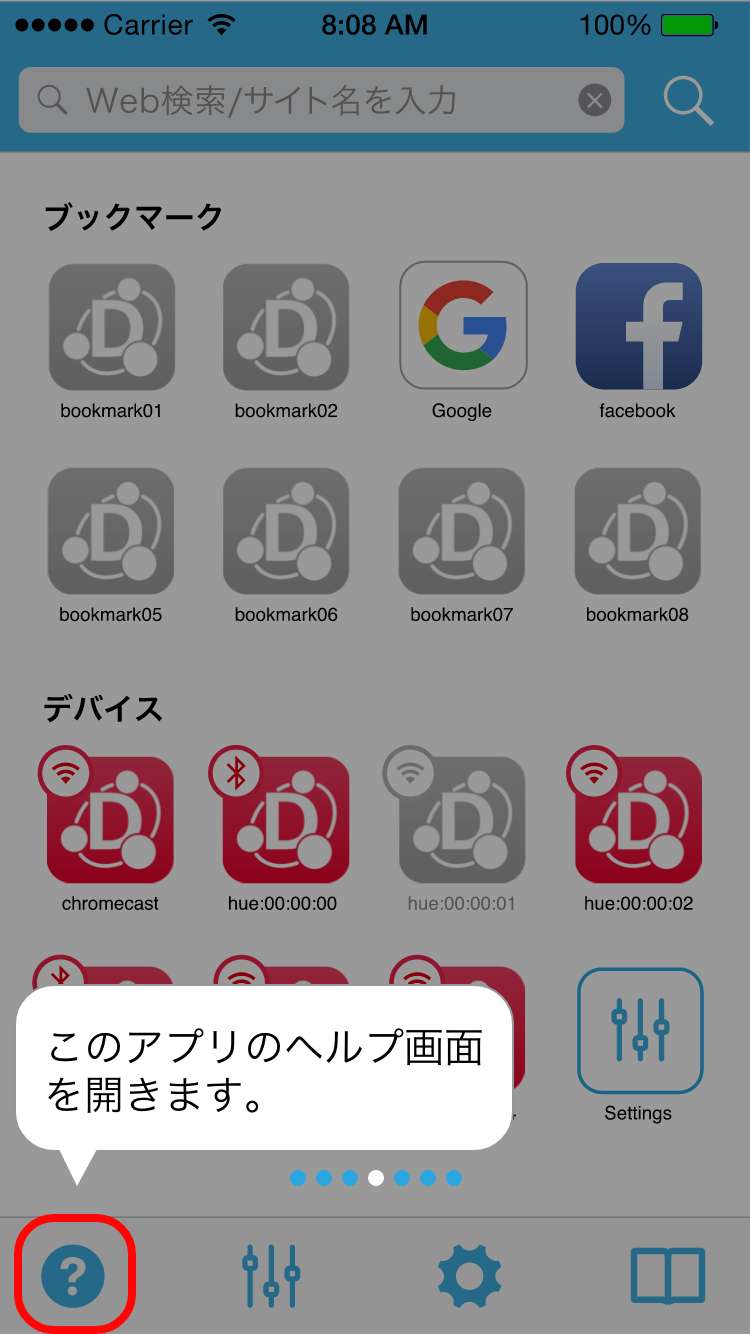 Carrier 8:08 AM 100%
Web検索/サイト名を入力
ブックマーク
bookmark01 bookmark02 Google facebook
bookmark05 bookmark06 bookmark07 bookmark08
デバイス
chromecast hue:00:00:00 hue:00:00:01 hue:00:00:02
このアプリのヘルプ画面
を開きます。
Settings